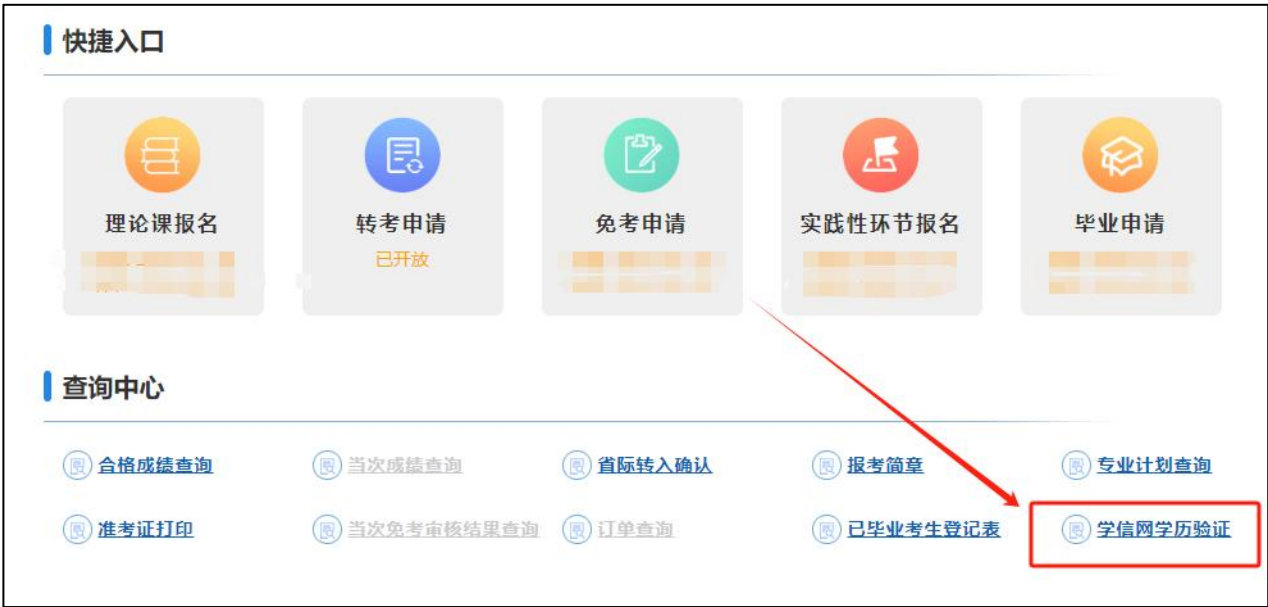 快捷入口
理论课报名 转考申请 免考申请 实践性环节报名 毕业申请
已开放
查询中心
合格成绩查询 当次成绩查询 省际转入确认 报考简章 专业计划查询
准考证打印 当次免考审核结果查询 订单查询 已毕业考生登记表 学信网学历验证